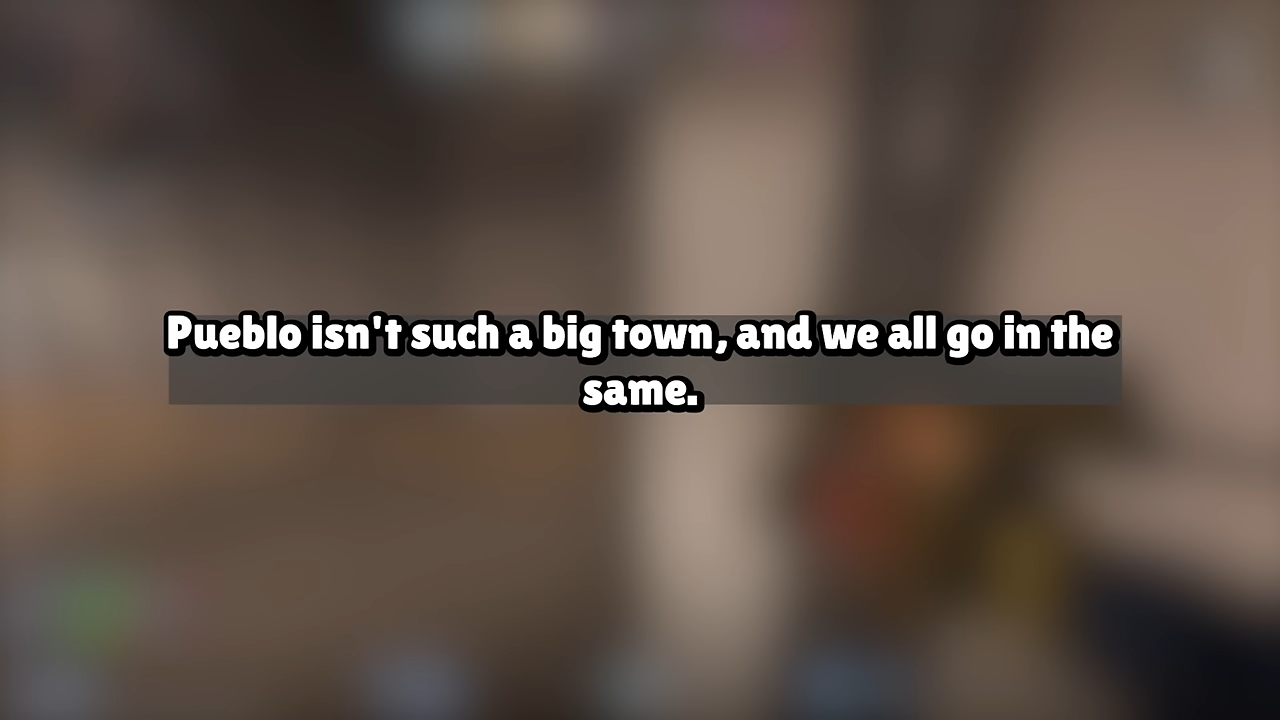 Pueblo isn't such a big town, and we all go in the
same.